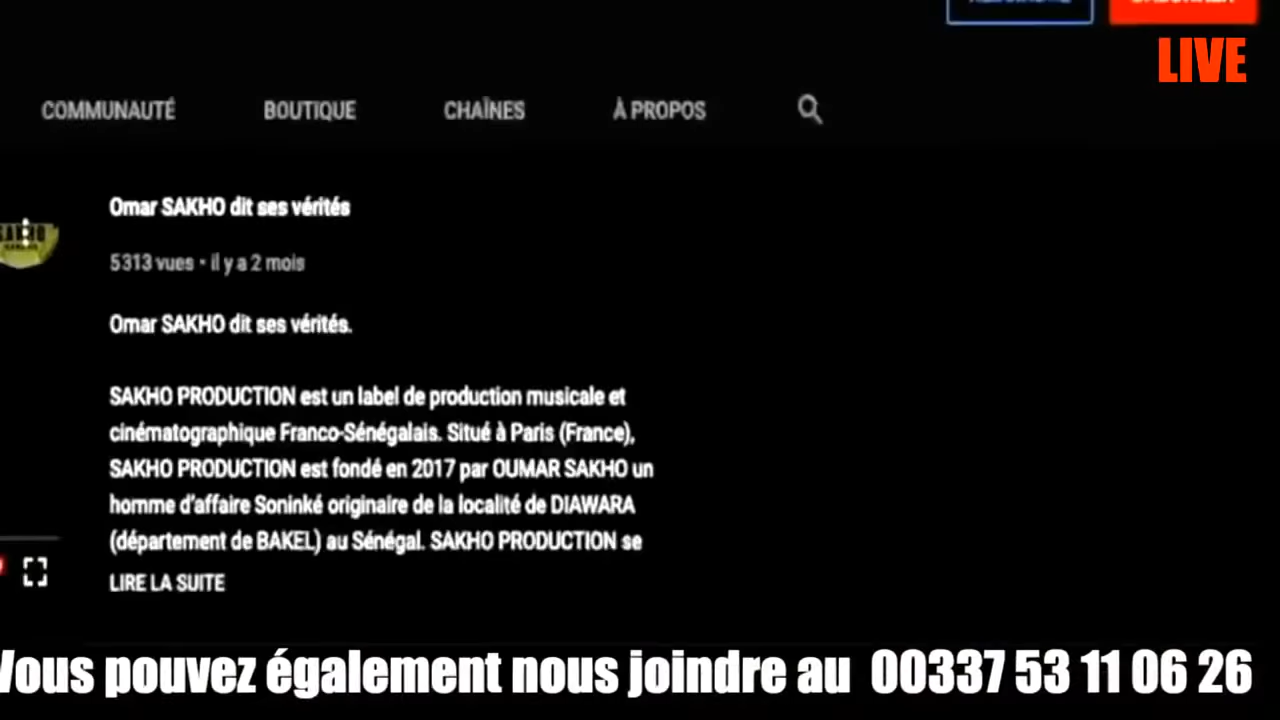 LIVE
COMMUNAUTÉ BOUTIQUE CHAÎNES À PROPOS
Omar SAKHO dit ses vérités
SAKHO
5313 vues • il y a 2 mois
Omar SAKHO dit ses vérités.
SAKHO PRODUCTION est un label de production musicale et
cinématographique Franco-Sénégalais. Situé à Paris (France),
SAKHO PRODUCTION est fondé en 2017 par OUMAR SAKHO un
homme d'affaire Soninké originaire de la localité de DIAWARA
(département de BAKEL) au Sénégal. SAKHO PRODUCTION se
LIRE LA SUITE
Vous pouvez également nous joindre au 00337 53 11 06 26